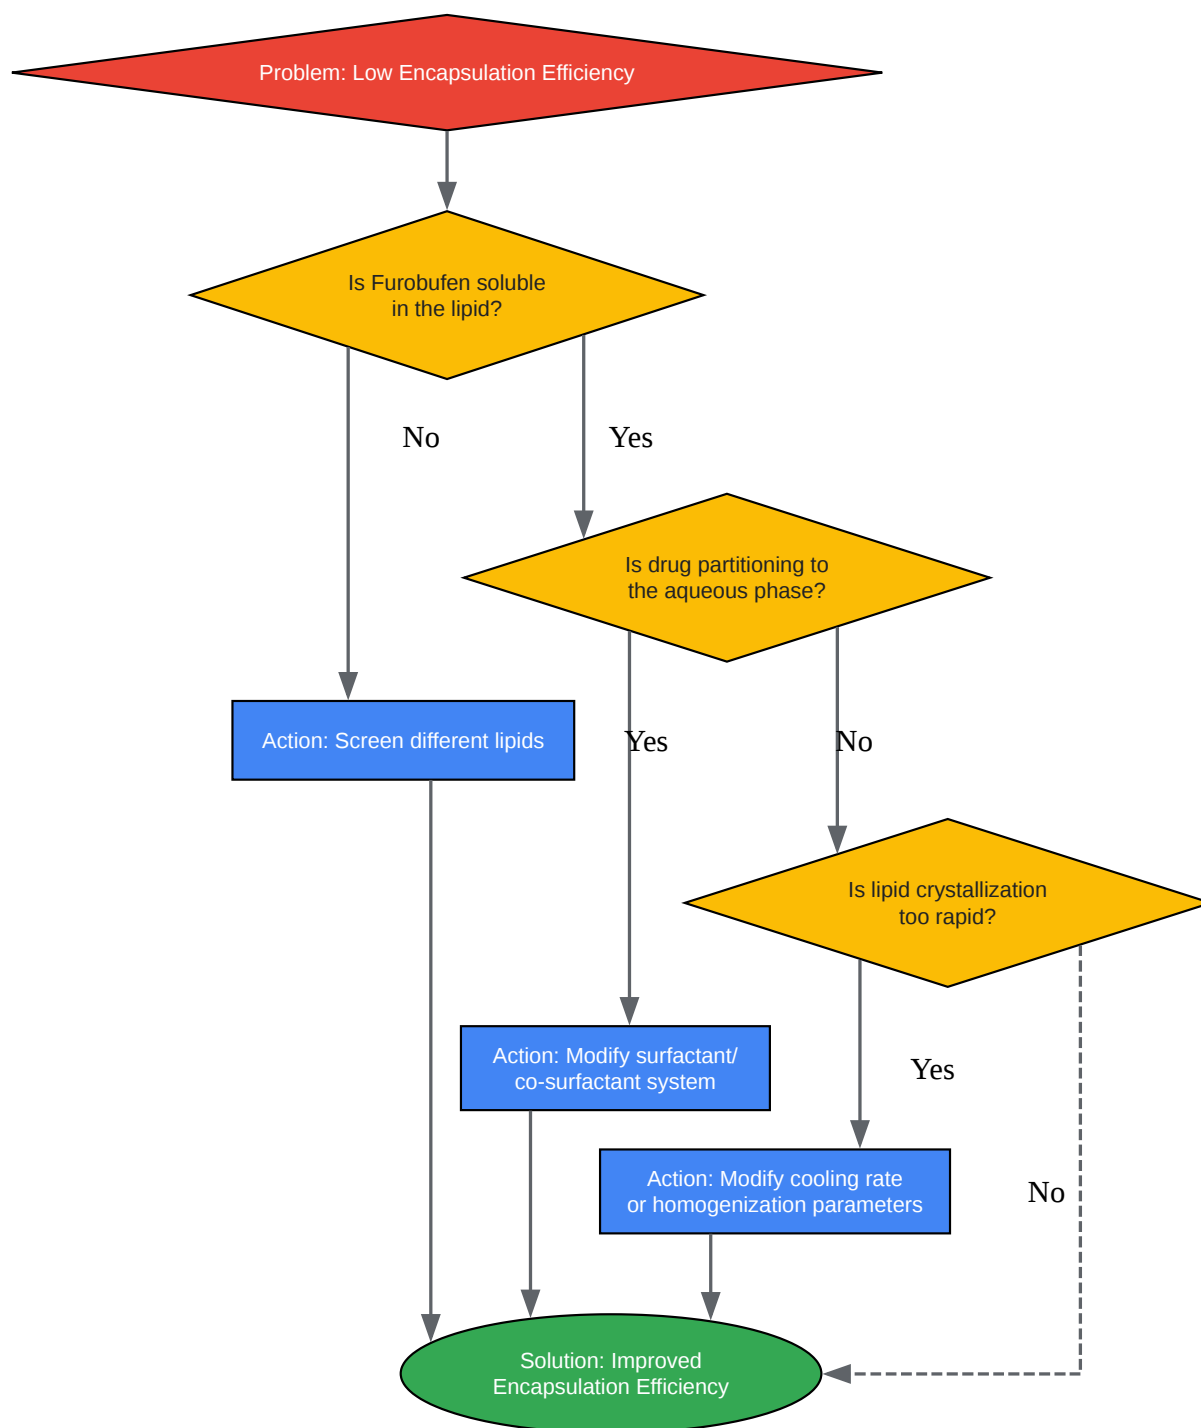 Problem: Low Encapsulation Efficiency
Is Furobufen soluble
in the lipid?
No
Yes
Is drug partitioning to
the aqueous phase?
Action: Screen different lipids
Yes
No
Is lipid crystallization
too rapid?
Action: Modify surfactant/
co-surfactant system
Yes
Action: Modify cooling rate
or homogenization parameters
No
Solution: Improved
Encapsulation Efficiency